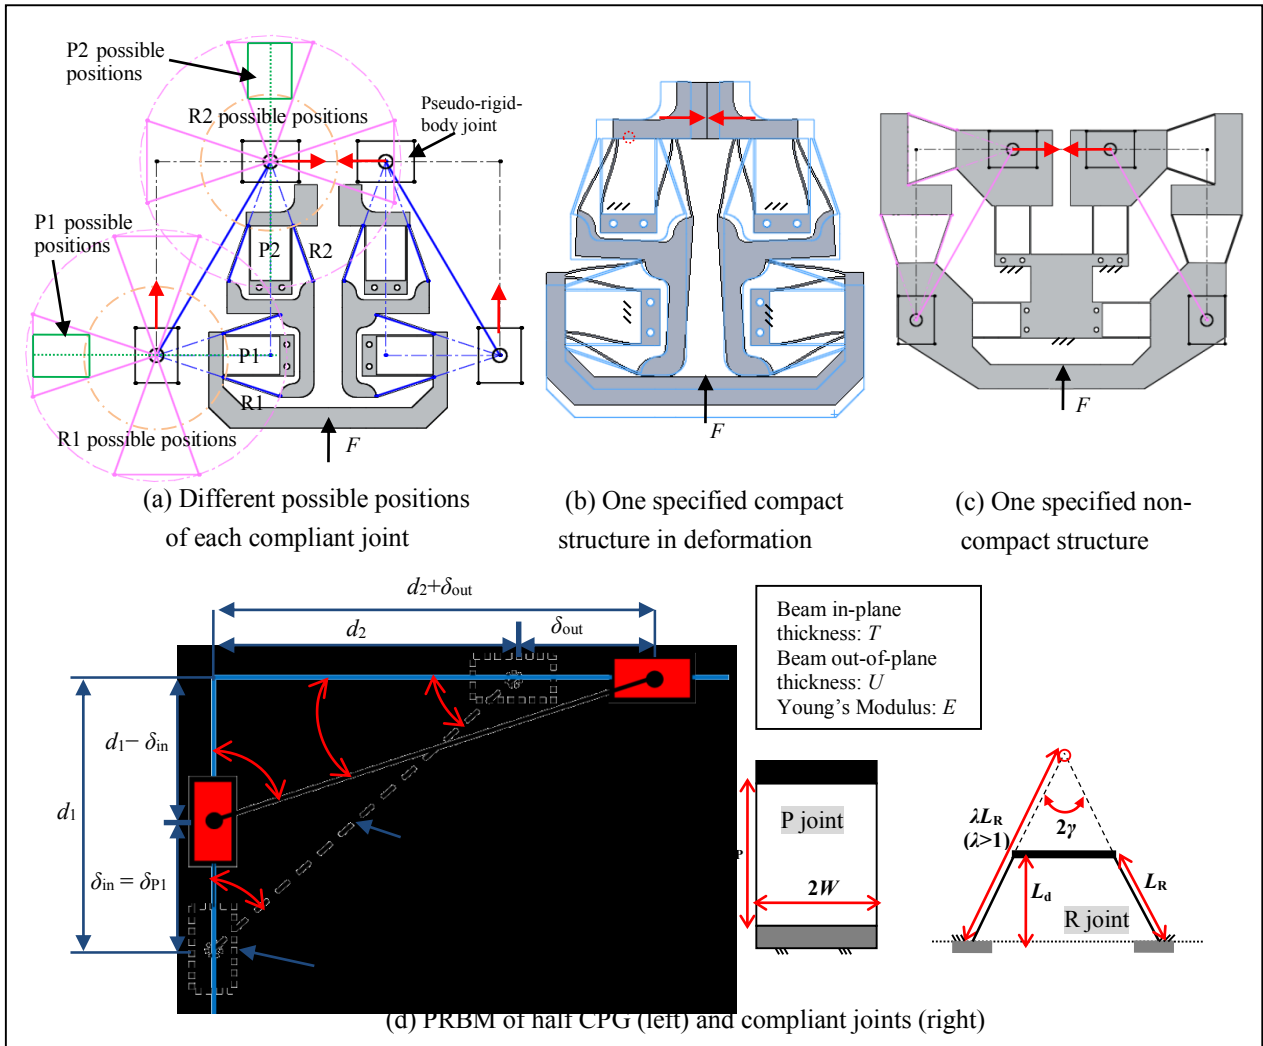 P2 possible
positions
R2 possible positions
Pseudo-rigid-
body joint
P1 possible
positions
P2
R2
P1
R1
R1 possible positions
F
F
F
(a) Different possible positions
of each compliant joint
(b) One specified compact
structure in deformation
(c) One specified non-
compact structure
d2+δout
d2
δout
d1− δin
d1
δin = δP1
Beam in-plane
thickness: T
Beam out-of-plane
thickness: U
Young's Modulus: E
P joint
P
2W
λLR
(λ>1)
2γ
Ld
LR
R joint
(d) PRBM of half CPG (left) and compliant joints (right)